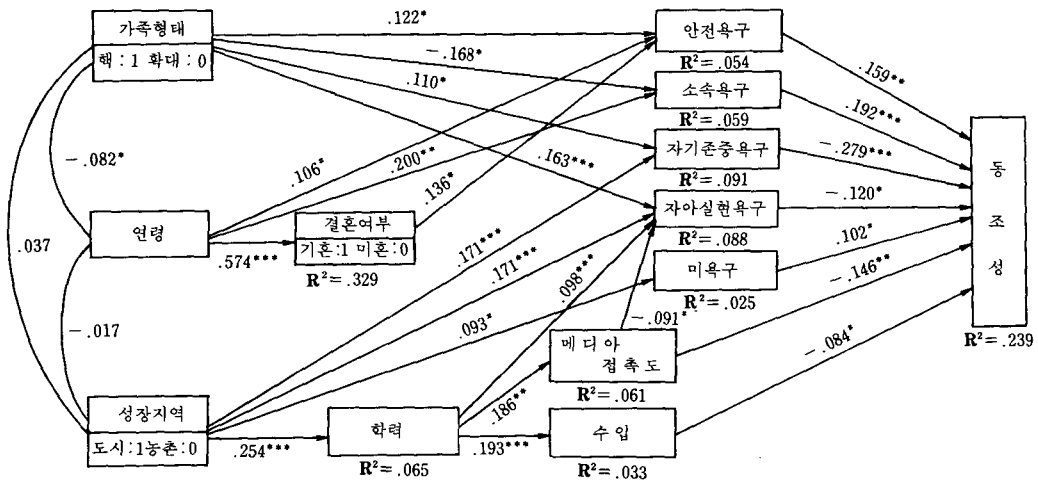 가족형태
핵 : 1 확대 : 0
.122*
-.168*
.110*
.163***
안전욕구
R²= .054
.159**
소속욕구
R²= .059
.192***
자기존중욕구
R²= .091
-.279***
자아실현욕구
R²= .088
-.120*
미욕구
R²= .025
.102*
-.146**
-.084*
동
조
성
R²= .239
-.082*
.037
-.017
연령
.106*
.200**
.574***
결혼여부
기혼:1 미혼:0
R²= .329
.136*
.171***
.171***
.093*
.098***
-.091*
메디아
접촉도
R²= .061
성장지역
도시:1농촌:0
.254***
학력
R²= .065
.186**
.193***
수입
R²= .033